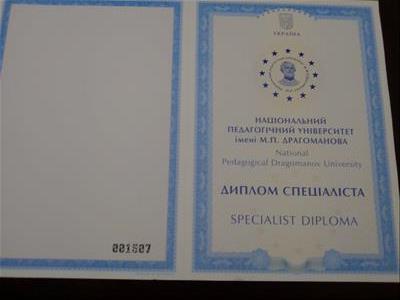 УКРАЇНА
НАЦІОНАЛЬНИЙ
ПЕДАГОГІЧНИЙ УНІВЕРСИТЕТ
імені М.П. ДРАГОМАНОВА
National
Pedagogical Dragomanov University
ДИПЛОМ СПЕЦІАЛІСТА
SPECIALIST DIPLOMA
001507